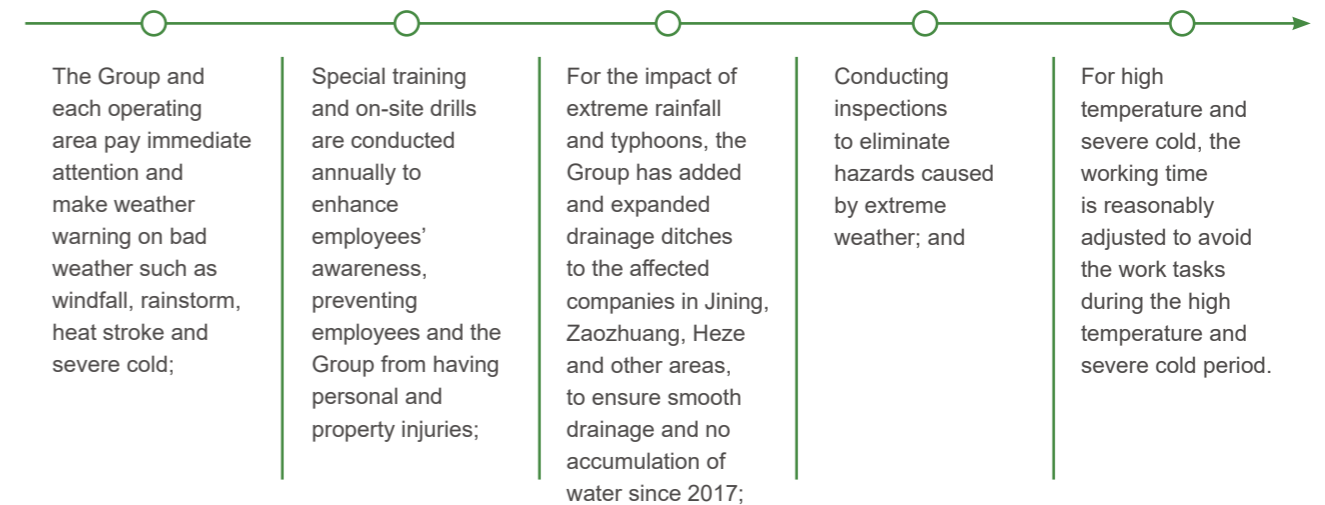 The Group and
each operating
area pay immediate
attention and
make weather
warning on bad
weather such as
windfall, rainstorm,
heat stroke and
severe cold;
Special training
and on-site drills
are conducted
annually to
enhance
employees’
awareness,
preventing
employees and the
Group from having
personal and
property injuries;
For the impact of
extreme rainfall
and typhoons, the
Group has added
and expanded
drainage ditches
to the affected
companies in Jining,
Zaozhuang, Heze
and other areas,
to ensure smooth
drainage and no
accumulation of
water since 2017;
Conducting
inspections
to eliminate
hazards caused
by extreme
weather; and
For high
temperature and
severe cold, the
working time
is reasonably
adjusted to avoid
the work tasks
during the high
temperature and
severe cold period.